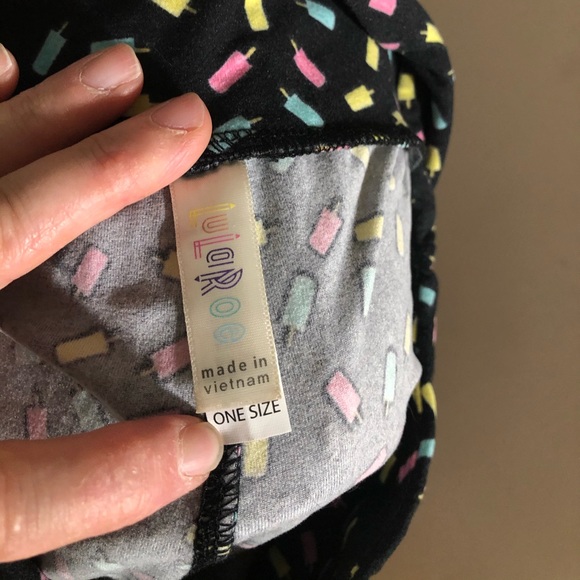 LuLaRoe
made in
vietnam
ONE SIZE